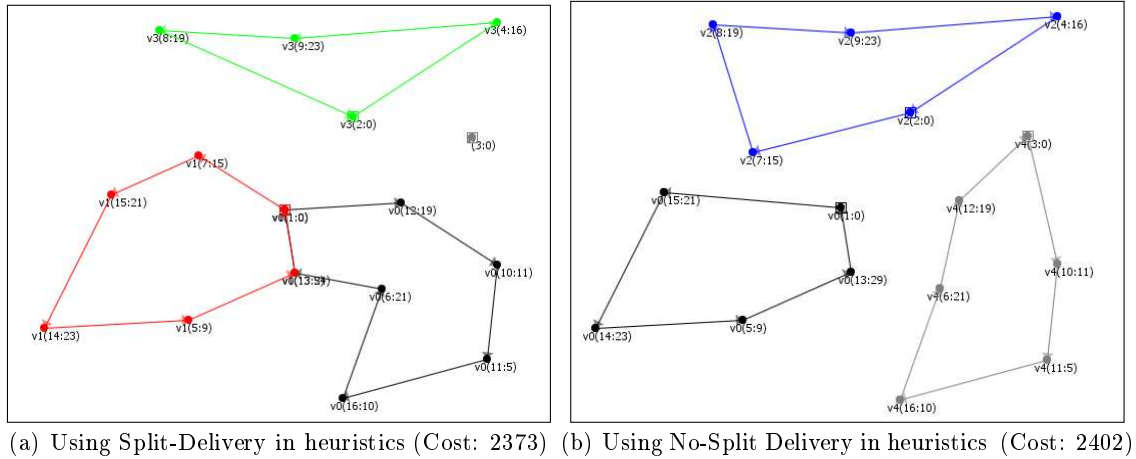 v3(8:19)
v3(9:23)
v3(4:16)
v3(2:0)
(3:0)
v1(7:15)
v1(15:21)
v0(12:19)
v0(10:11)
v0(6:21)
v1(14:23)
v1(5:9)
v0(11:5)
v0(16:10)
(a) Using Split-Delivery in heuristics (Cost: 2373)
v2(8:19)
v2(9:23)
v2(4:16)
v2(2:0)
v4(3:0)
v2(7:15)
v0(15:21)
v0(1:0)
v4(12:19)
v0(13:29)
v4(10:11)
v4(6:21)
v0(14:23)
v0(5:9)
v4(11:5)
v4(16:10)
(b) Using No-Split Delivery in heuristics (Cost: 2402)